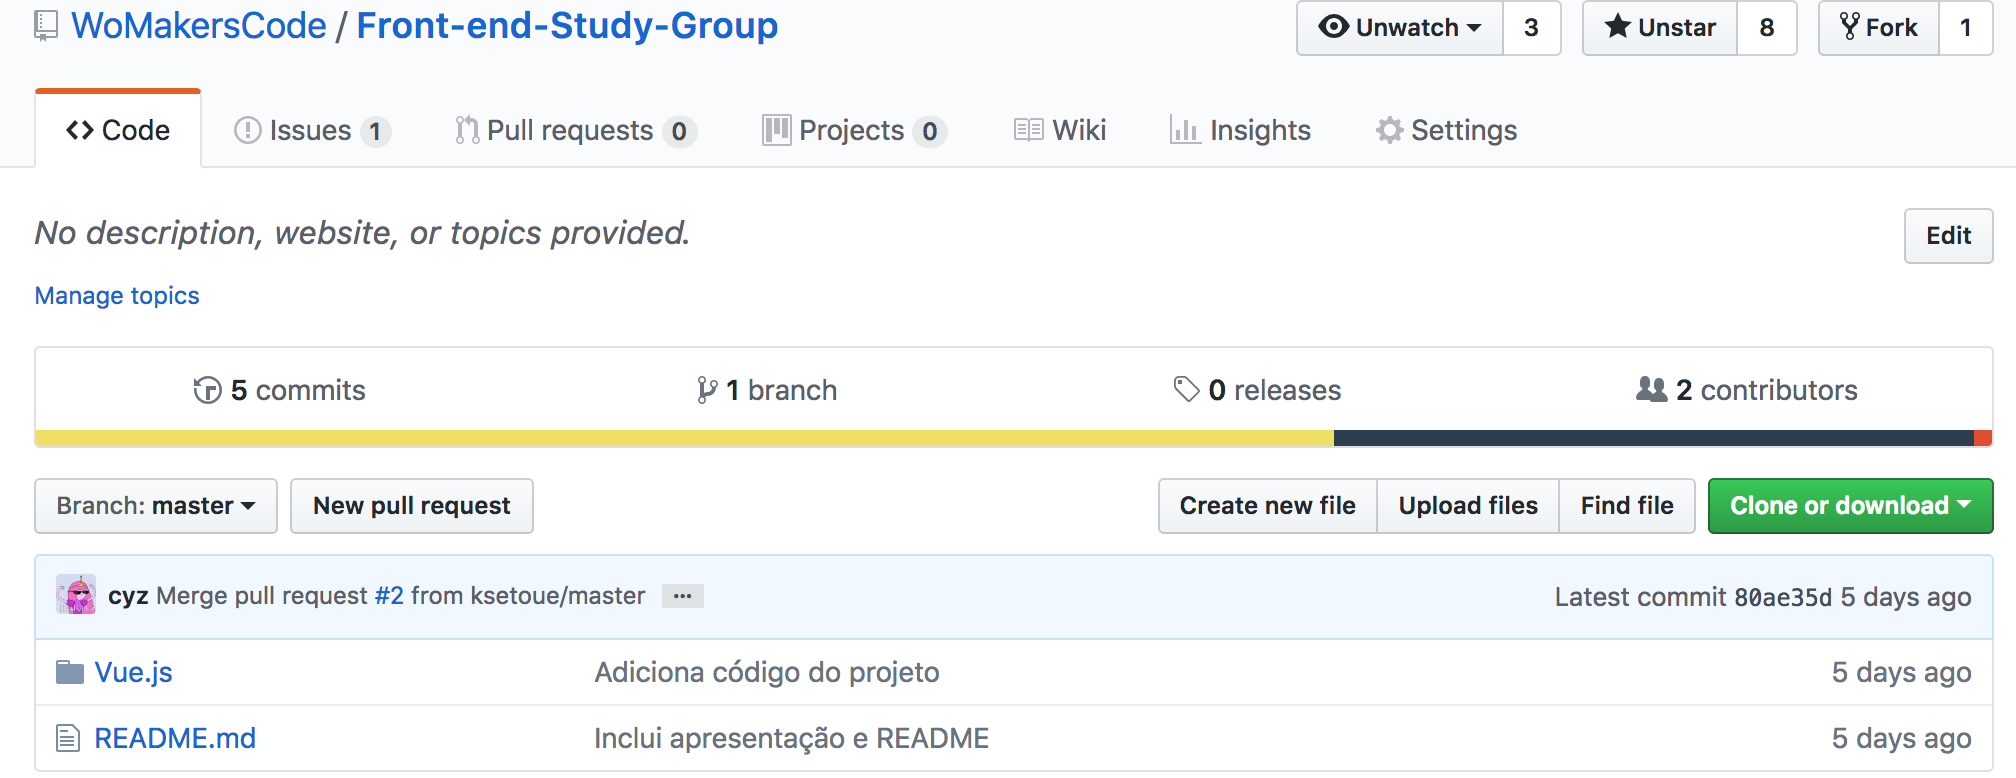 WoMakersCode / Front-end-Study-Group
Unwatch 3 Unstar 8 Fork 1
Code Issues 1 Pull requests 0 Projects 0 Wiki Insights Settings
No description, website, or topics provided.
Edit
Manage topics
5 commits 1 branch 0 releases 2 contributors
Branch: master New pull request Create new file Upload files Find file Clone or download
cyz Merge pull request #2 from ksetoue/master ... Latest commit 80ae35d 5 days ago
Vue.js Adiciona código do projeto 5 days ago
README.md Inclui apresentação e README 5 days ago